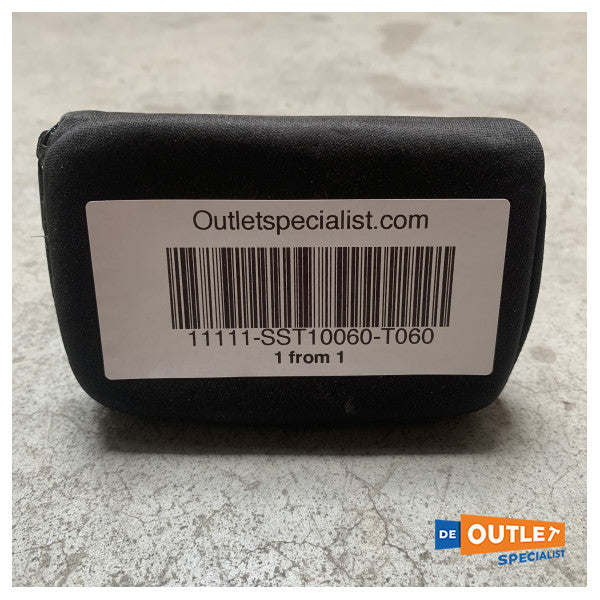 Outletspecialist.com
11111-SST10060-T060
1 from 1
DE OUTLET
SPECIALIST